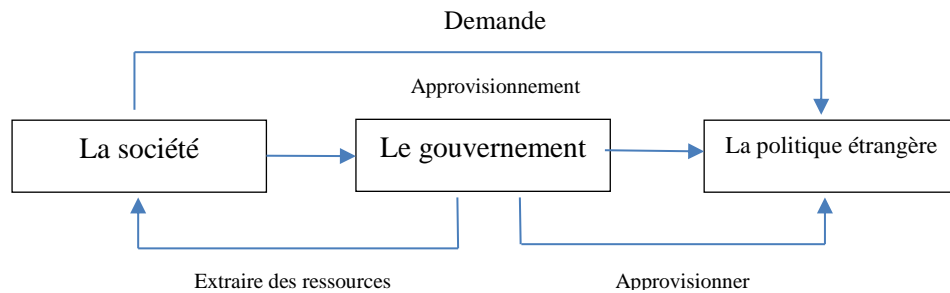 Demande
Approvisionnement
La société
Le gouvernement
La politique étrangère
Extraire des ressources
Approvisionner